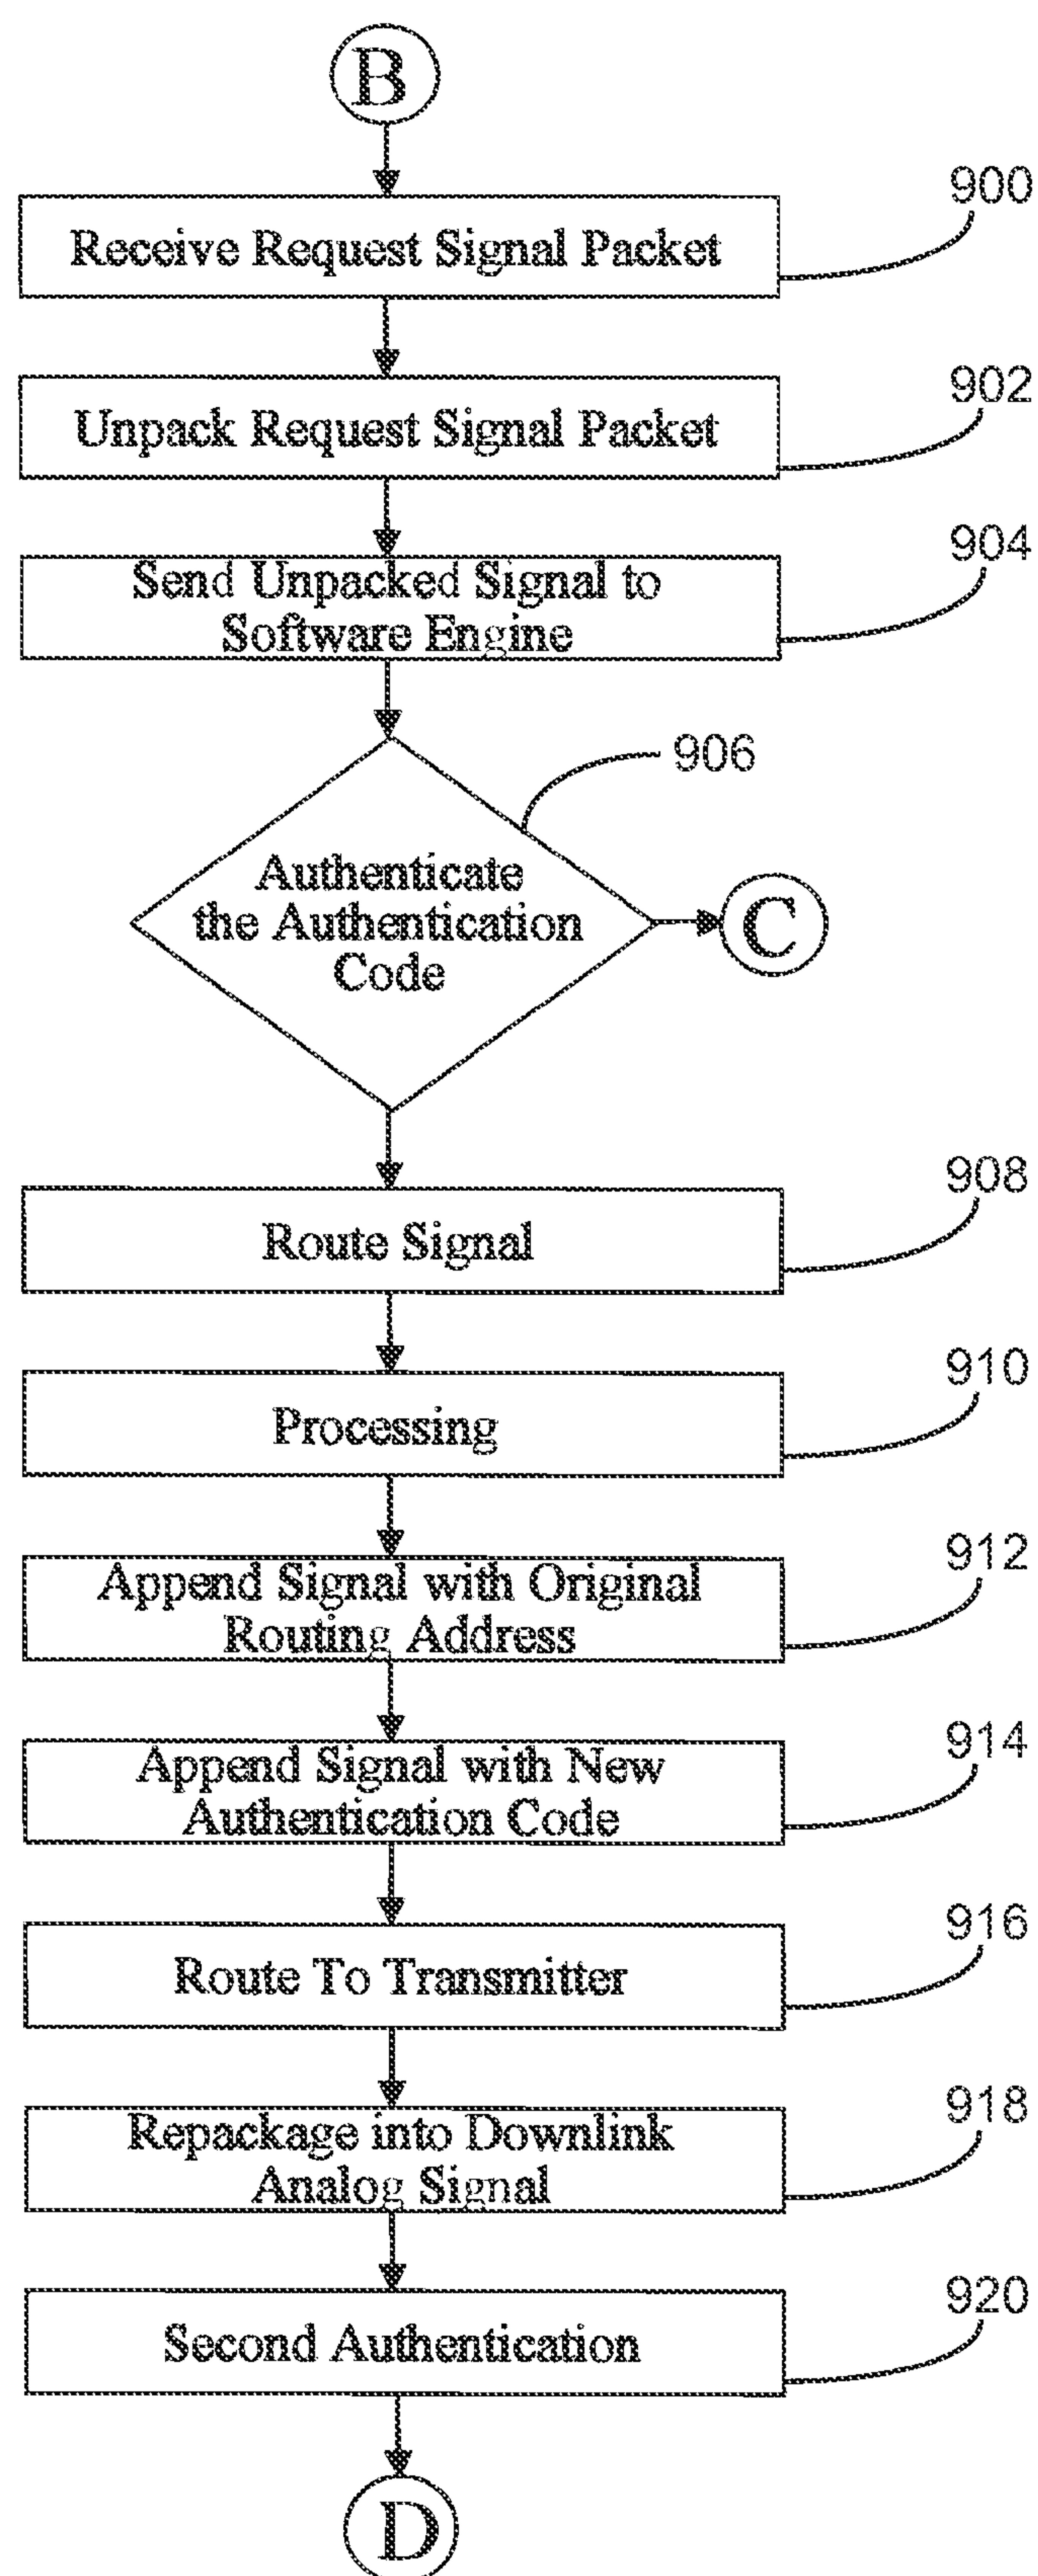 B
900
Receive Request Signal Packet
902
Unpack Request Signal Packet
904
Send Unpacked Signal to
Software Engine
906
Authenticate
the Authentication
Code
C
908
Route Signal
910
Processing
912
Append Signal with Original
Routing Address
914
Append Signal with New
Authentication Code
916
Route To Transmitter
918
Repackage into Downlink
Analog Signal
920
Second Authentication
D